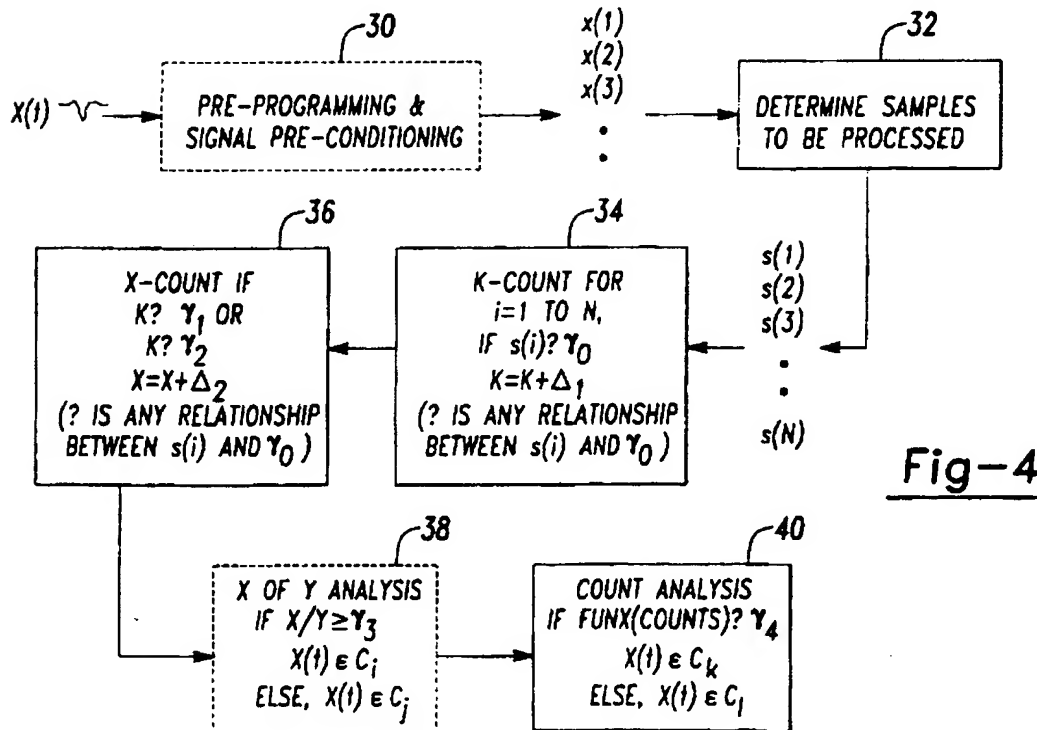 30
X(t)
PRE-PROGRAMMING &
SIGNAL PRE-CONDITIONING
x(1)
x(2)
x(3)
32
DETERMINE SAMPLES
TO BE PROCESSED
36
X-COUNT IF
K? γ1 OR
K? γ2
X=X+Δ2
(? IS ANY RELATIONSHIP
BETWEEN s(i) AND γ0 )
34
K-COUNT FOR
i=1 TO N,
IF s(i)? γ0
K=K+Δ1
(? IS ANY RELATIONSHIP
BETWEEN s(i) AND γ0 )
s(1)
s(2)
s(3)
s(N)
Fig-4
38
X OF Y ANALYSIS
IF X/Y≥γ3
X(t) ε Ci
ELSE, X(t) ε Cj
40
COUNT ANALYSIS
IF FUNX(COUNTS)? γ4
X(t) ε Ck
ELSE, X(t) ε Cl